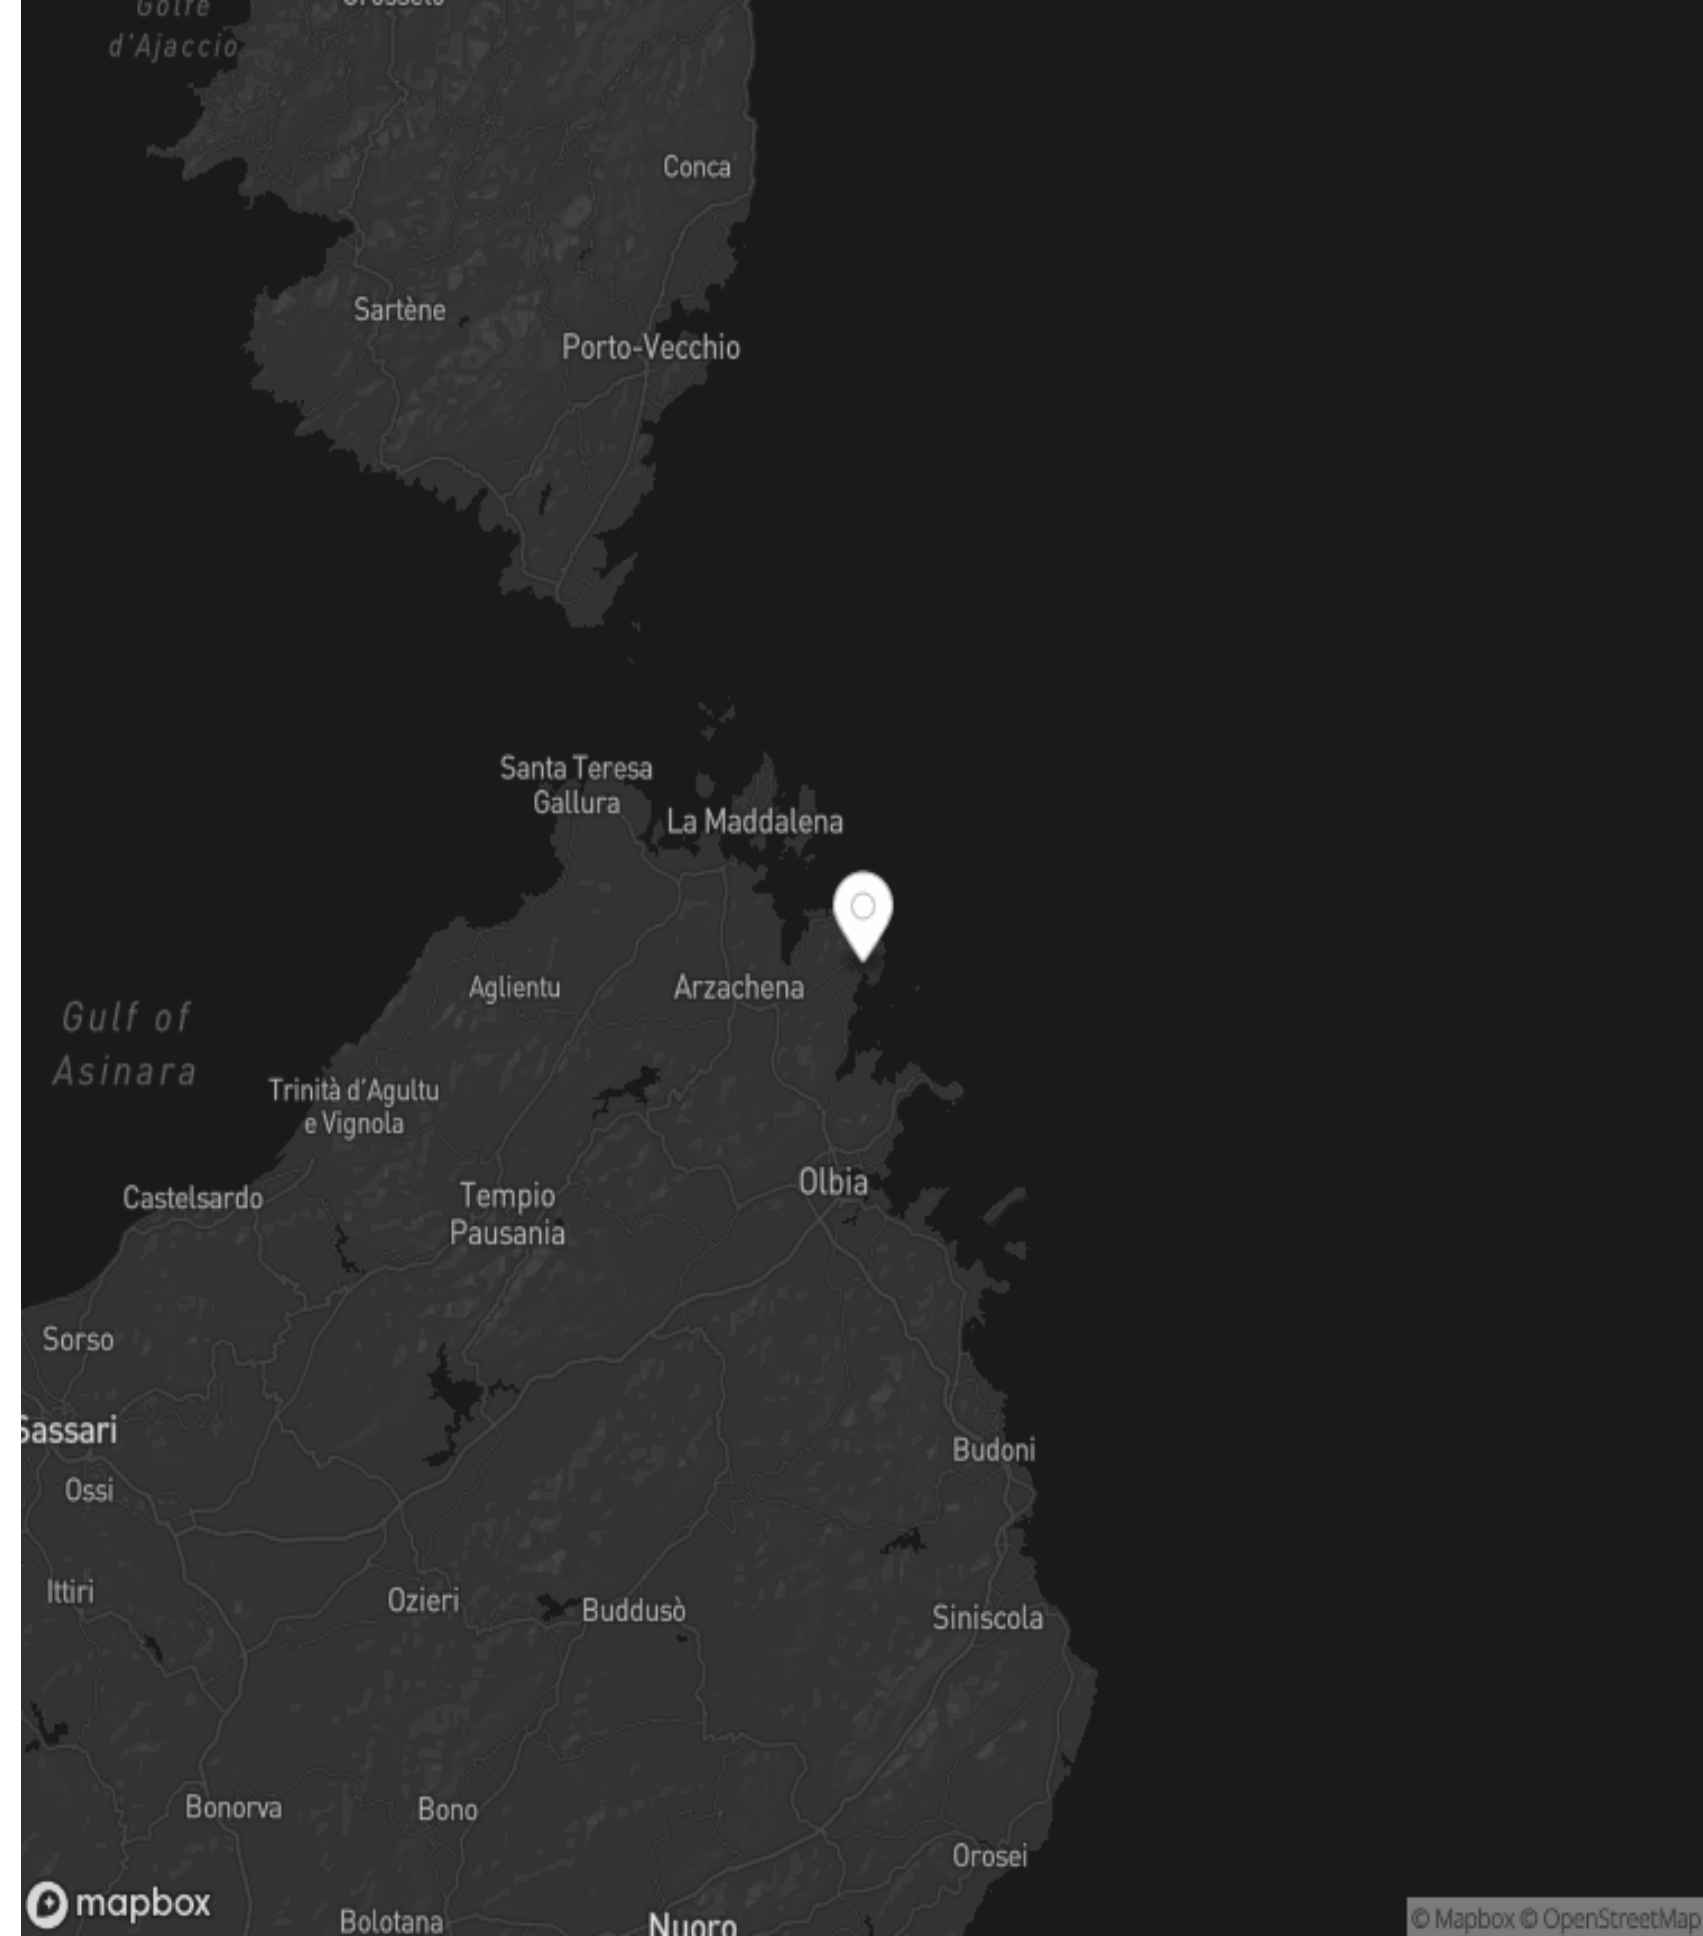 Golfe
d'Ajaccio
Conca
Sartène
Porto-Vecchio
Santa Teresa
Gallura
La Maddalena
Aglientu
Arzachena
Gulf of
Asinara
Trinità d'Agultu
e Vignola
Castelsardo
Tempio
Pausania
Olbia
Sorso
Sassari
Budoni
Ossi
Ittiri
Ozieri
Buddusò
Siniscola
Bonorva
Bono
Orosei
mapbox
Bolotana
Nuoro
© Mapbox © OpenStreetMap